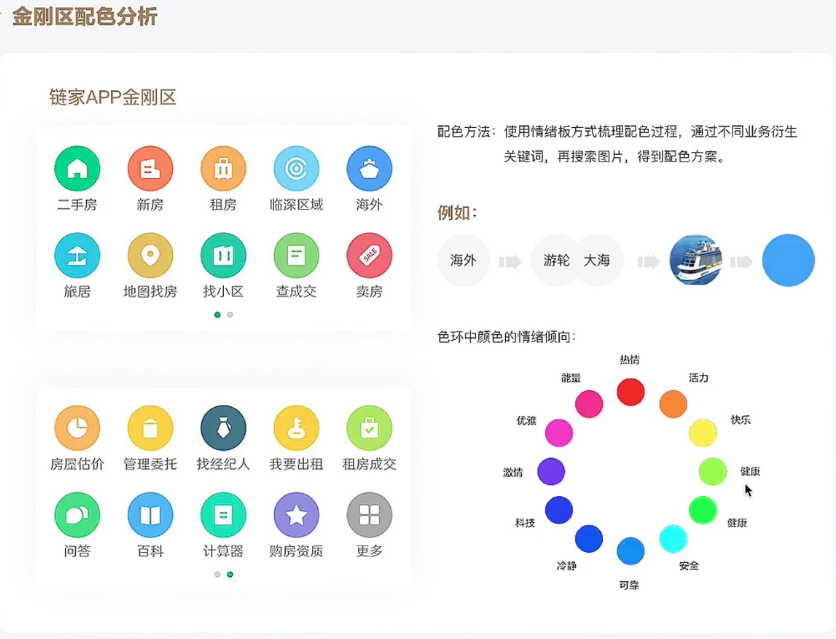 金刚区配色分析
链家APP金刚区
二手房 新房 租房 临深区域 海外
旅居 地图找房 找小区 查成交 卖房
SALE
房屋估价 管理委托 找经纪人 我要出租 租房成交
问答 百科 计算器 购房资质 更多
配色方法：使用情绪板方式梳理配色过程，通过不同业务衍生
关键词，再搜索图片，得到配色方案。
例如：
海外 游轮 大海
色环中颜色的情绪倾向：
热情
能量 活力
优雅 快乐
激情 健康
科技 健康
冷静 安全
可靠